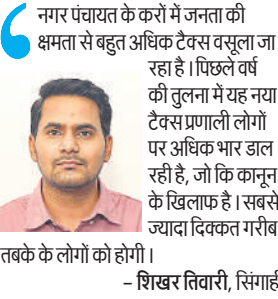 नगर पंचायत के करों में जनता की
क्षमता से बहुत अधिक टैक्स वसूला जा
रहा है। पिछले वर्ष
की तुलना में यह नया
टैक्स प्रणाली लोगों
पर अधिक भार डाल
रही है, जो कि कानून
के खिलाफ है। सबसे
ज्यादा दिक्कत गरीब
तबके के लोगों को होगी।
– शिखर तिवारी, सिंगाही